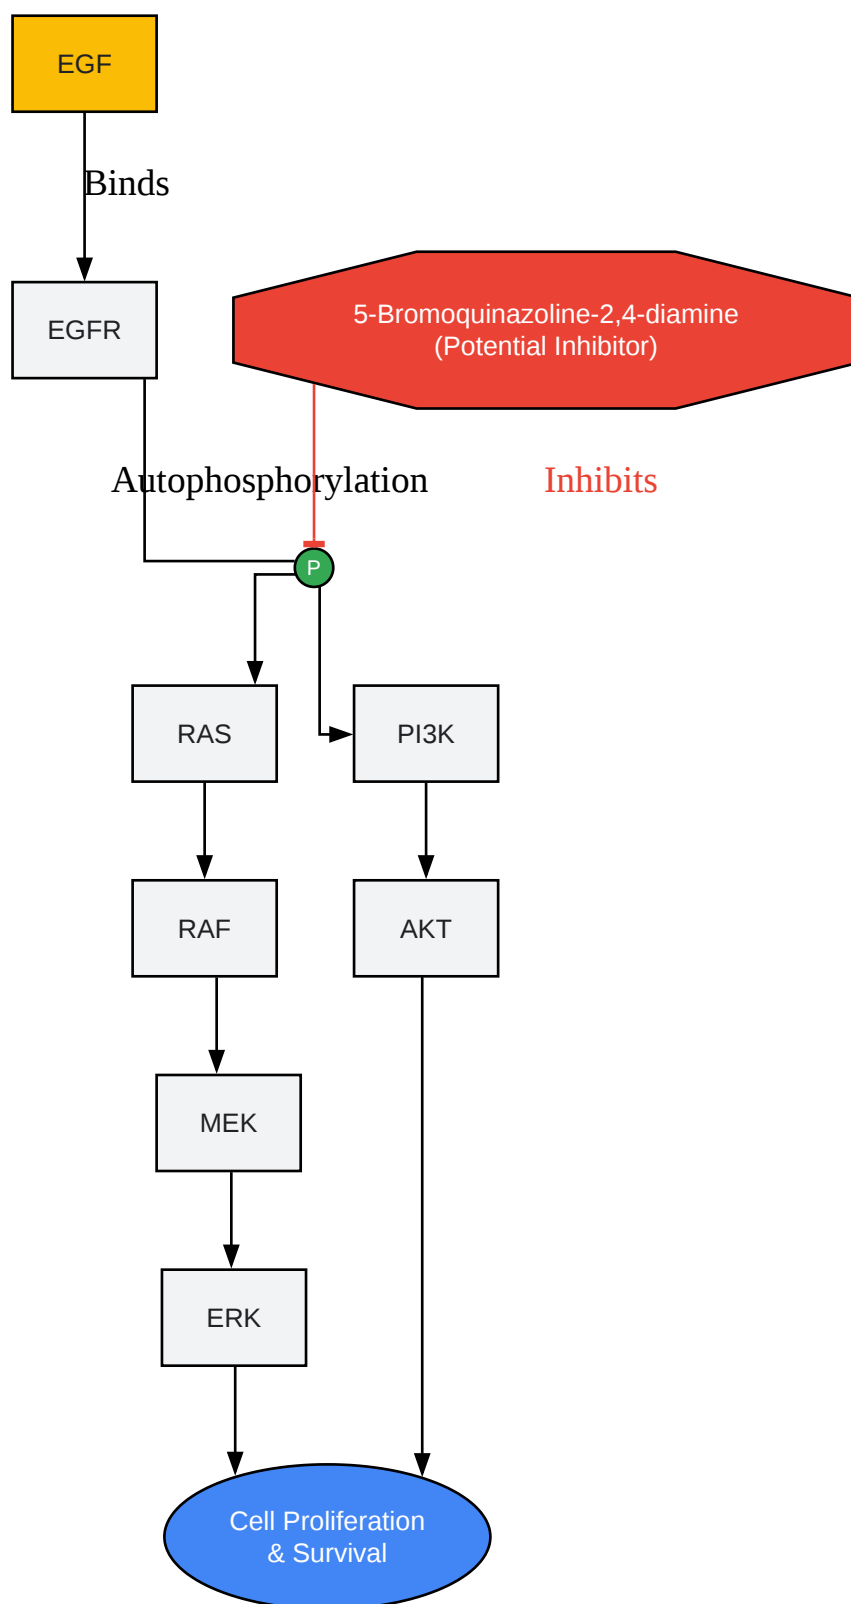 EGF
Binds
EGFR
5-Bromoquinazoline-2,4-diamine
(Potential Inhibitor)
Autophosphorylation
Inhibits
P
RAS
PI3K
RAF
AKT
MEK
ERK
Cell Proliferation
& Survival